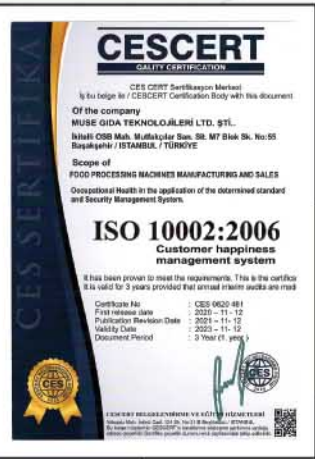 CES SERTİFİKA
CESCERT
QALITY CERTIFICATION
CES CERT Sertifikasyon Merkezi
İş bu belge ile / CESCERT Certification Body with this document
Of the company
MUSE GIDA TEKNOLOJİLERİ LTD. ŞTİ..
İkitelli OSB Mah. Mutfakçılar San. Sit. M7 Blok Sk. No:55
Başakşehir / ISTAMBUL / TÜRKİYE
Scope of
FOOD PROCESSING MACHINES MANUFACTURING AND SALES
Occupational Health in the application of the determined standard
and Security Management System.
ISO 10002:2006
Customer happiness
management system
It has been proven to meet the requirements. This is the certifica
It is valid for 3 years provided that annual interim audits are mad
Certificate No : CES 0620 461
First release date : 2020 – 11 - 12
Publication Revision Date : 2021 – 11- 12
Validity Date : 2023 – 11- 12
Document Period : 3 Year (1. year )
CES
CES
CESCERT BELGELENDİRME VE EĞİTİM HİZMETLERİ